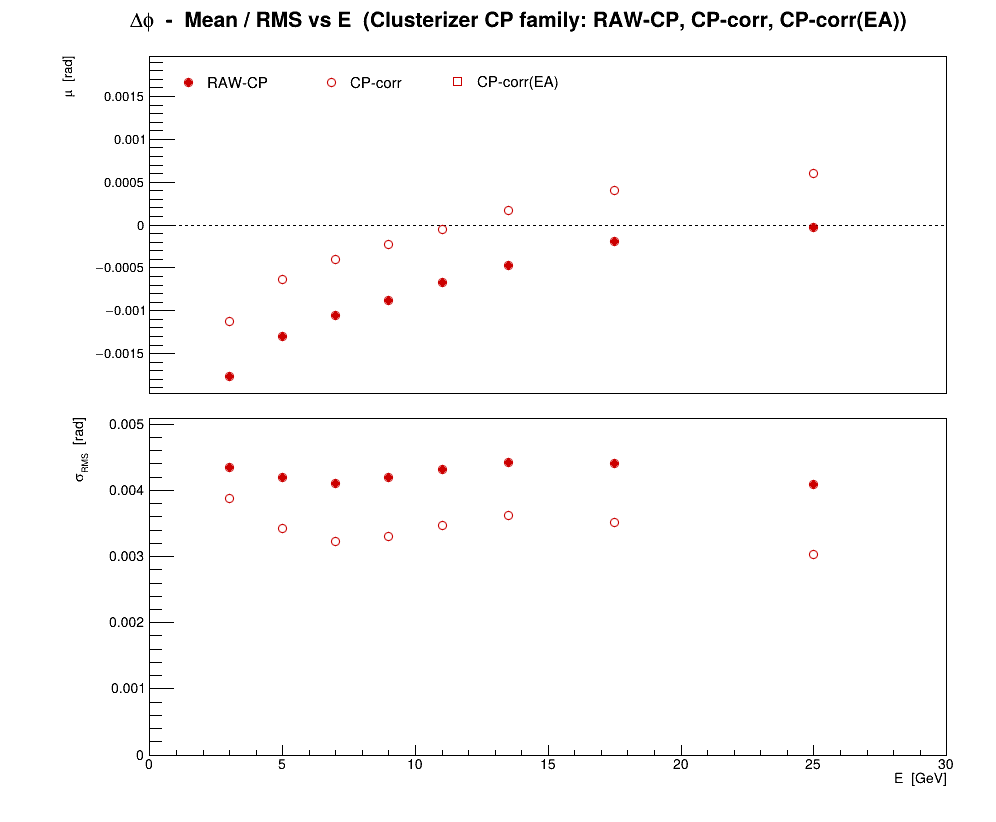 Δϕ - Mean / RMS vs E (Clusterizer CP family: RAW-CP, CP-corr, CP-corr(EA))
μ [rad]
RAW-CP CP-corr CP-corr(EA)
0.0015
0.001
0.0005
0
−0.0005
−0.001
−0.0015
σRMS [rad]
0.005
0.004
0.003
0.002
0.001
0
0 5 10 15 20 25 30
E [GeV]